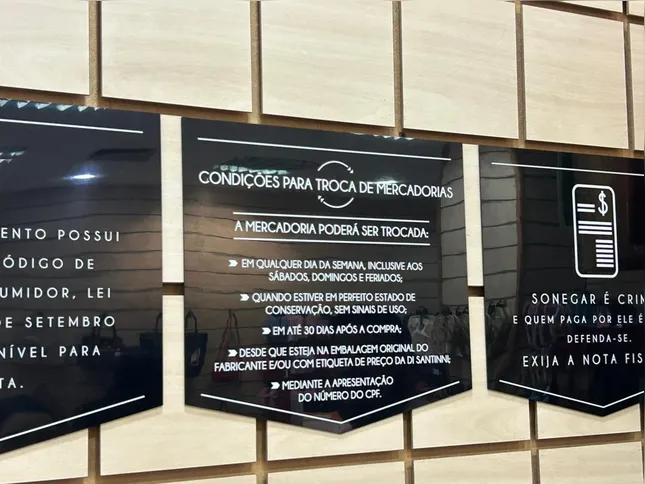 ENTO POSSUI
ÓDIGO DE
UMIDOR, LEI
DE SETEMBRO
NÍVEL PARA
TA.
CONDIÇÕES PARA TROCA DE MERCADORIAS
A MERCADORIA PODERÁ SER TROCADA:
» EM QUALQUER DIA DA SEMANA, INCLUSIVE AOS
SÁBADOS, DOMINGOS E FERIADOS;
» QUANDO ESTIVER EM PERFEITO ESTADO DE
CONSERVAÇÃO, SEM SINAIS DE USO;
» EM ATÉ 30 DIAS APÓS A COMPRA;
» DESDE QUE ESTEJA NA EMBALAGEM ORIGINAL DO
FABRICANTE E/OU COM ETIQUETA DE PREÇO DA DI SANTINNI;
» MEDIANTE A APRESENTAÇÃO
DO NÚMERO DO CPF.
$
SONEGAR É CRIM
E QUEM PAGA POR ELE É
DEFENDA-SE.
EXIJA A NOTA FIS